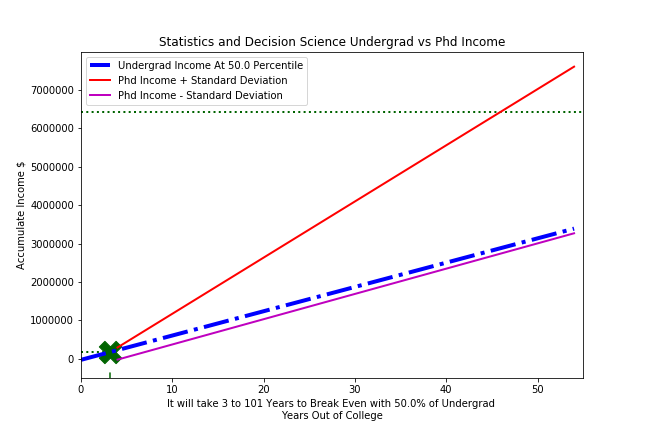 Statistics and Decision Science Undergrad vs Phd Income
Undergrad Income At 50.0 Percentile
Phd Income + Standard Deviation
Phd Income - Standard Deviation
Accumulate Income $
7000000
6000000
5000000
4000000
3000000
2000000
1000000
0
0 10 20 30 40 50
It will take 3 to 101 Years to Break Even with 50.0% of Undergrad
Years Out of College